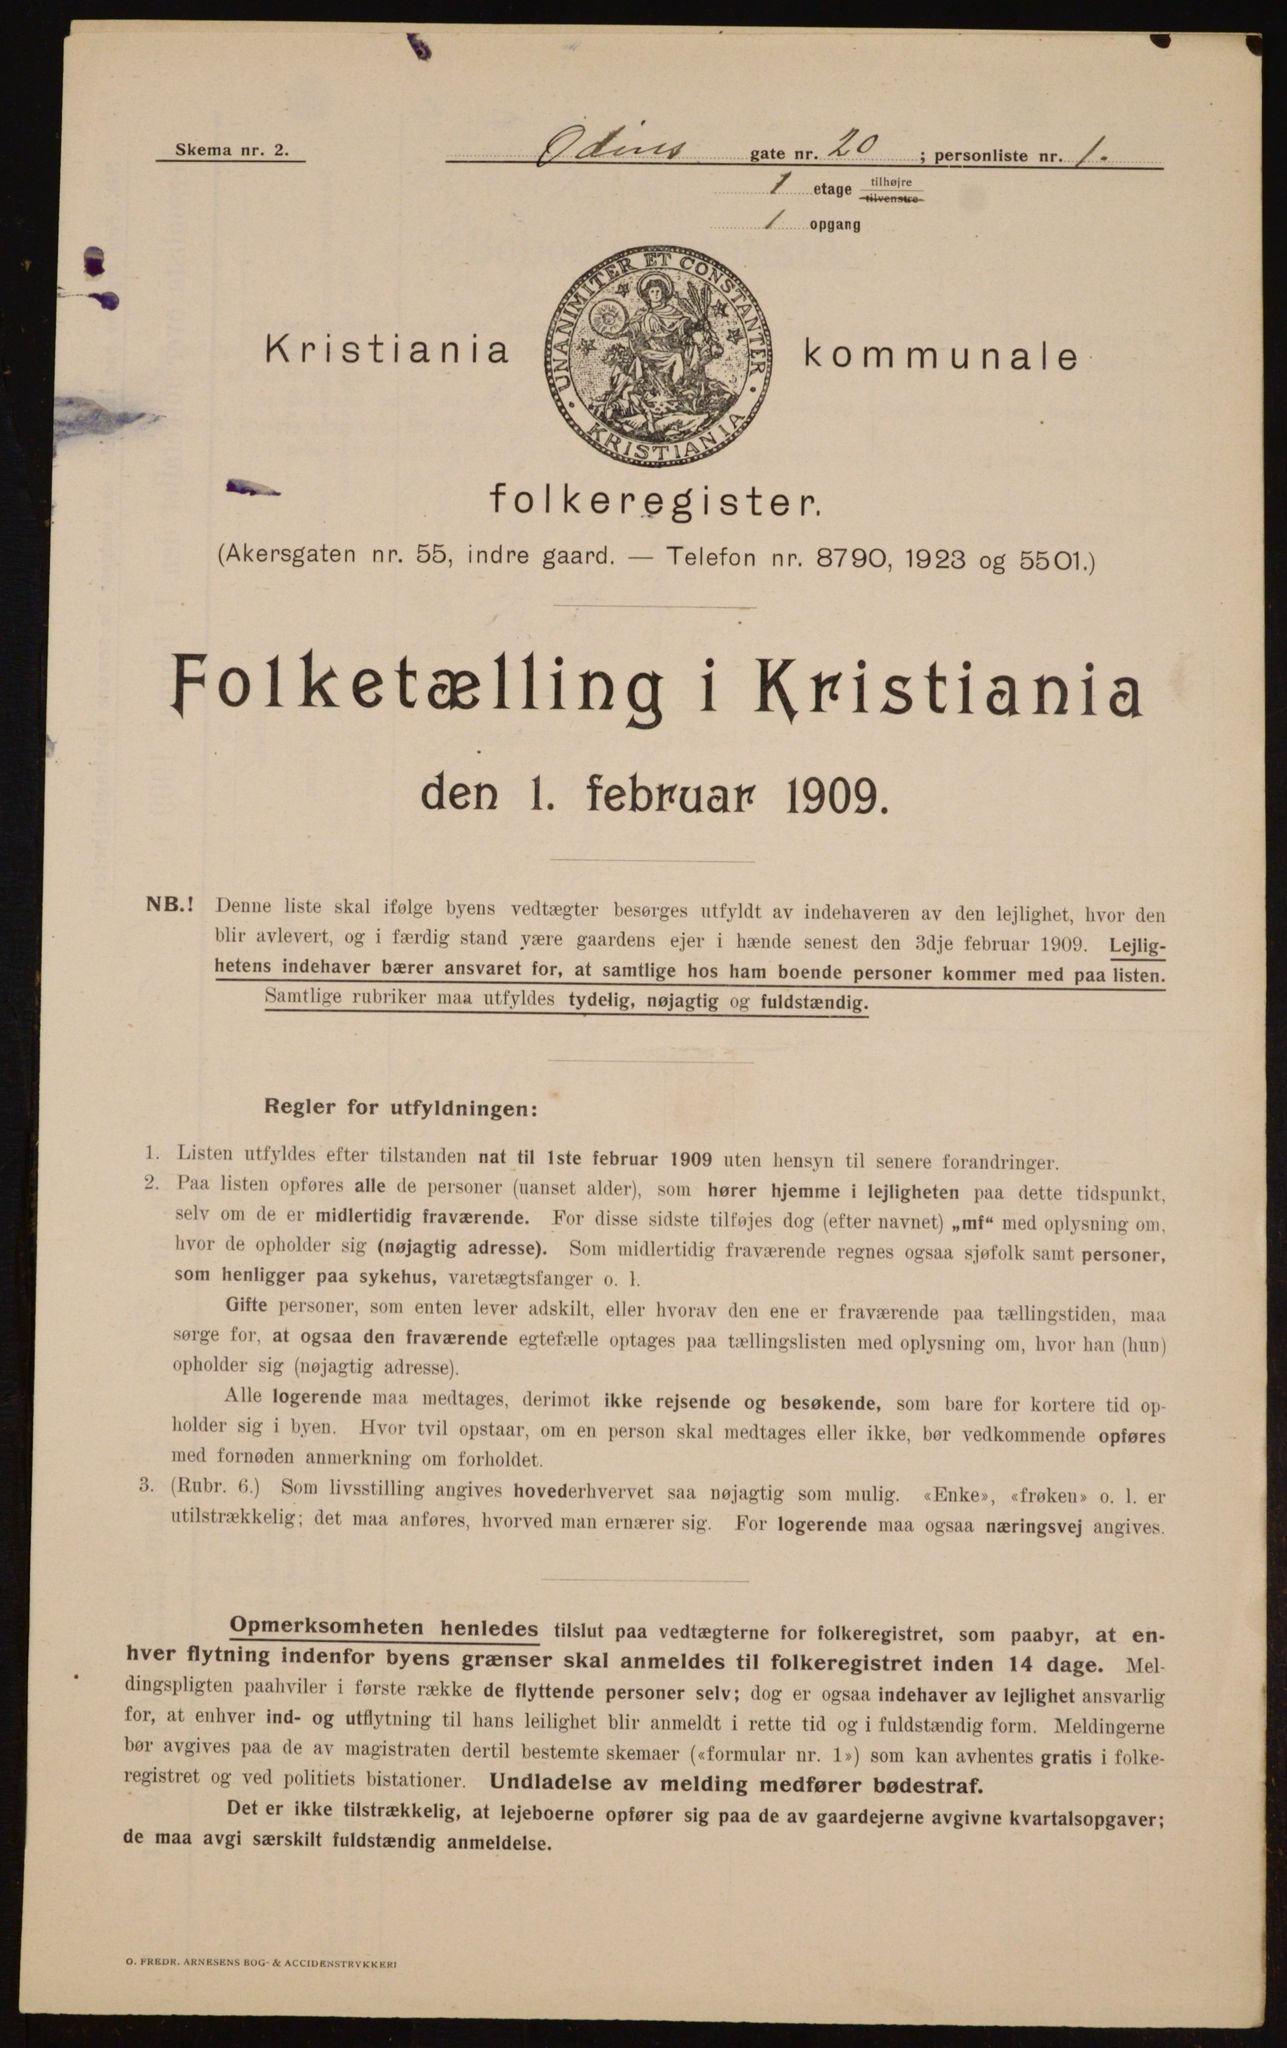 Skema nr. 2.
Odins gate nr. 20 ; personliste nr. 1.
1 etage tilhøjre tilvenstre
1 opgang
UNANIMITER ET CONSTANTER
KRISTIANIA
Kristiania kommunale
folkeregister.
(Akersgaten nr. 55, indre gaard. — Telefon nr. 8790, 1923 og 5501.)
Folketælling i Kristiania
den 1. februar 1909.
NB.! Denne liste skal ifølge byens vedtægter besørges utfyldt av indehaveren av den lejlighet, hvor den
blir avlevert, og i færdig stand være gaardens ejer i hænde senest den 3dje februar 1909. Lejlig-
hetens indehaver bærer ansvaret for, at samtlige hos ham boende personer kommer med paa listen.
Samtlige rubriker maa utfyldes tydelig, nøjagtig og fuldstændig.
Regler for utfyldningen:
1. Listen utfyldes efter tilstanden nat til 1ste februar 1909 uten hensyn til senere forandringer.
2. Paa listen opføres alle de personer (uanset alder), som hører hjemme i lejligheten paa dette tidspunkt,
selv om de er midlertidig fraværende. For disse sidste tilføjes dog (efter navnet) „mf“ med oplysning om,
hvor de opholder sig (nøjagtig adresse). Som midlertidig fraværende regnes ogsaa sjøfolk samt personer,
som henligger paa sykehus, varetægtsfanger o. l.
Gifte personer, som enten lever adskilt, eller hvorav den ene er fraværende paa tællingstiden, maa
sørge for, at ogsaa den fraværende egtefælle optages paa tællingslisten med oplysning om, hvor han (hun)
opholder sig (nøjagtig adresse).
Alle logerende maa medtages, derimot ikke rejsende og besøkende, som bare for kortere tid op-
holder sig i byen. Hvor tvil opstaar, om en person skal medtages eller ikke, bør vedkommende opføres
med fornøden anmerkning om forholdet.
3. (Rubr. 6.) Som livsstilling angives hovederhvervet saa nøjagtig som mulig. «Enke», «frøken» o. l. er
utilstrækkelig; det maa anføres, hvorved man ernærer sig. For logerende maa ogsaa næringsvej angives.
Opmerksomheten henledes tilslut paa vedtægterne for folkeregistret, som paabyr, at en-
hver flytning indenfor byens grænser skal anmeldes til folkeregistret inden 14 dage. Mel-
dingspligten paahviler i første række de flyttende personer selv; dog er ogsaa indehaver av lejlighet ansvarlig
for, at enhver ind- og utflytning til hans leilighet blir anmeldt i rette tid og i fuldstændig form. Meldingerne
bør avgives paa de av magistraten dertil bestemte skemaer («formular nr. 1») som kan avhentes gratis i folke-
registret og ved politiets bistationer. Undladelse av melding medfører bødestraf.
Det er ikke tilstrækkelig, at lejeboerne opfører sig paa de av gaardejerne avgivne kvartalsopgaver;
de maa avgi særskilt fuldstændig anmeldelse.
O. FREDR. ARNESENS BOG- & ACCIDENSTRYKKERI